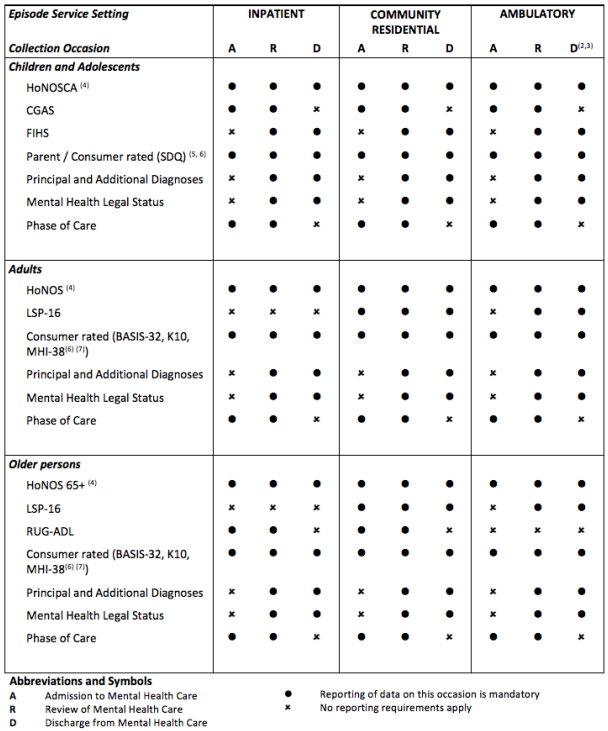 Episode Service Setting INPATIENT COMMUNITY RESIDENTIAL AMBULATORY
Collection Occasion A R D A R D A R D(2,3)
Children and Adolescents
HoNOSCA (4) ● ● ● ● ● ● ● ● ●
CGAS ● ● × ● ● × ● ● ×
FIHS × ● ● × ● ● × ● ●
Parent / Consumer rated (SDQ) (5, 6) ● ● ● ● ● ● ● ● ●
Principal and Additional Diagnoses × ● ● × ● ● × ● ●
Mental Health Legal Status × ● ● × ● ● × ● ●
Phase of Care ● ● × ● ● × ● ● ×
Adults
HoNOS (4) ● ● ● ● ● ● ● ● ●
LSP-16 × × × ● ● ● × ● ●
Consumer rated (BASIS-32, K10, ● ● ● ● ● ● ● ● ●
MHI-38(6) (7))
Principal and Additional Diagnoses × ● ● × ● ● × ● ●
Mental Health Legal Status × ● ● × ● ● × ● ●
Phase of Care ● ● × ● ● × ● ● ×
Older persons
HoNOS 65+ (4) ● ● ● ● ● ● ● ● ●
LSP-16 × × × ● ● ● × ● ●
RUG-ADL ● ● × ● ● × × × ×
Consumer rated (BASIS-32, K10, ● ● ● ● ● ● ● ● ●
MHI-38(6) (7))
Principal and Additional Diagnoses × ● ● × ● ● × ● ●
Mental Health Legal Status × ● ● × ● ● × ● ●
Phase of Care ● ● × ● ● × ● ● ×
Abbreviations and Symbols
A Admission to Mental Health Care ● Reporting of data on this occasion is mandatory
R Review of Mental Health Care × No reporting requirements apply
D Discharge from Mental Health Care